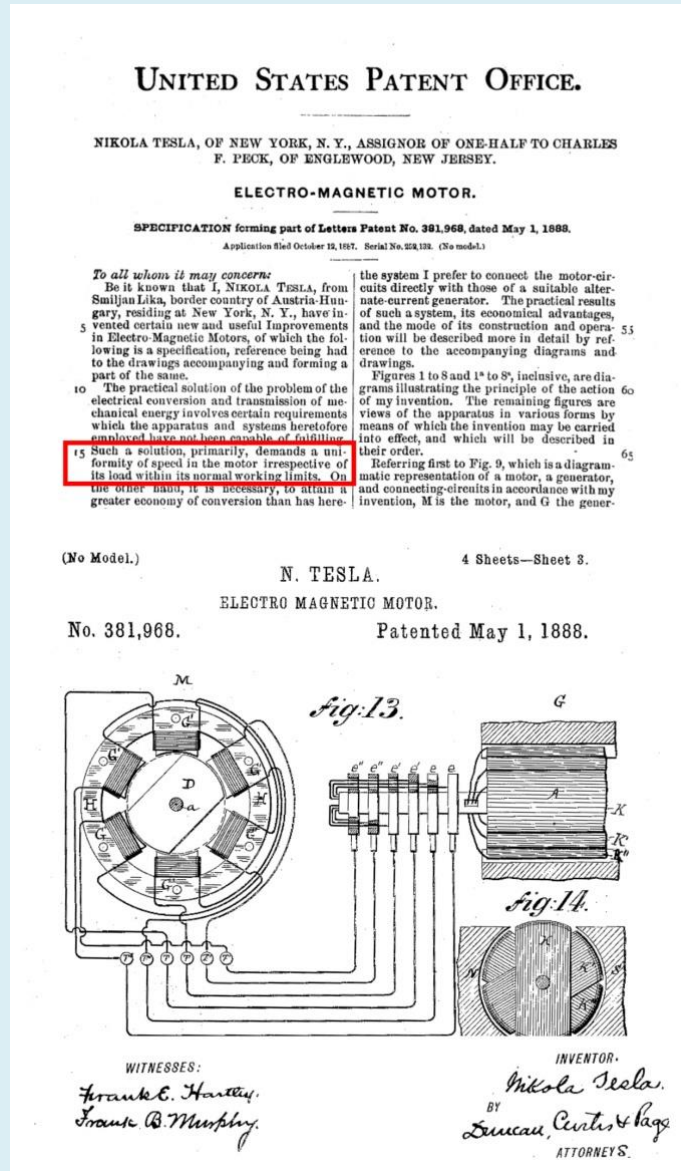 UNITED STATES PATENT OFFICE.
NIKOLA TESLA, OF NEW YORK, N. Y., ASSIGNOR OF ONE-HALF TO CHARLES
F. PECK, OF ENGLEWOOD, NEW JERSEY.
ELECTRO-MAGNETIC MOTOR.
SPECIFICATION forming part of Letters Patent No. 381,968, dated May 1, 1888.
Application filed October 12, 1887. Serial No. 252,132. (No model.)
To all whom it may concern:
Be it known that I, NIKOLA TESLA, from
Smiljan Lika, border country of Austria-Hun-
gary, residing at New York, N. Y., have in-
5 vented certain new and useful Improvements
in Electro-Magnetic Motors, of which the fol-
lowing is a specification, reference being had
to the drawings accompanying and forming a
part of the same.
10 The practical solution of the problem of the
electrical conversion and transmission of me-
chanical energy involves certain requirements
which the apparatus and systems heretofore
employed have not been capable of fulfilling.
15 Such a solution, primarily, demands a uni-
formity of speed in the motor irrespective of
its load within its normal working limits. On
the other hand, it is necessary, to attain a
greater economy of conversion than has here-
the system I prefer to connect the motor-cir-
cuits directly with those of a suitable alter-
nate-current generator. The practical results
of such a system, its economical advantages,
and the mode of its construction and opera- 55
tion will be described more in detail by ref-
erence to the accompanying diagrams and
drawings.
Figures 1 to 8 and 1ª to 8ª, inclusive, are dia-
grams illustrating the principle of the action 60
of my invention. The remaining figures are
views of the apparatus in various forms by
means of which the invention may be carried
into effect, and which will be described in
their order. 65
Referring first to Fig. 9, which is a diagram-
matic representation of a motor, a generator,
and connecting-circuits in accordance with my
invention, M is the motor, and G the gener-
(No Model.)
4 Sheets—Sheet 3.
N. TESLA.
ELECTRO MAGNETIC MOTOR.
No. 381,968.
Patented May 1, 1888.
M
Fig:13.
G
G'
G'
D
H
a
G
e" e" e' e' e e
A
K
K'
K"
T T
Fig:14.
N
K
K'
K"
S
WITNESSES:
Frank E. Hartley.
Frank B. Murphy.
INVENTOR.
Nikola Tesla.
BY
Duncan, Curtis & Page
ATTORNEYS.